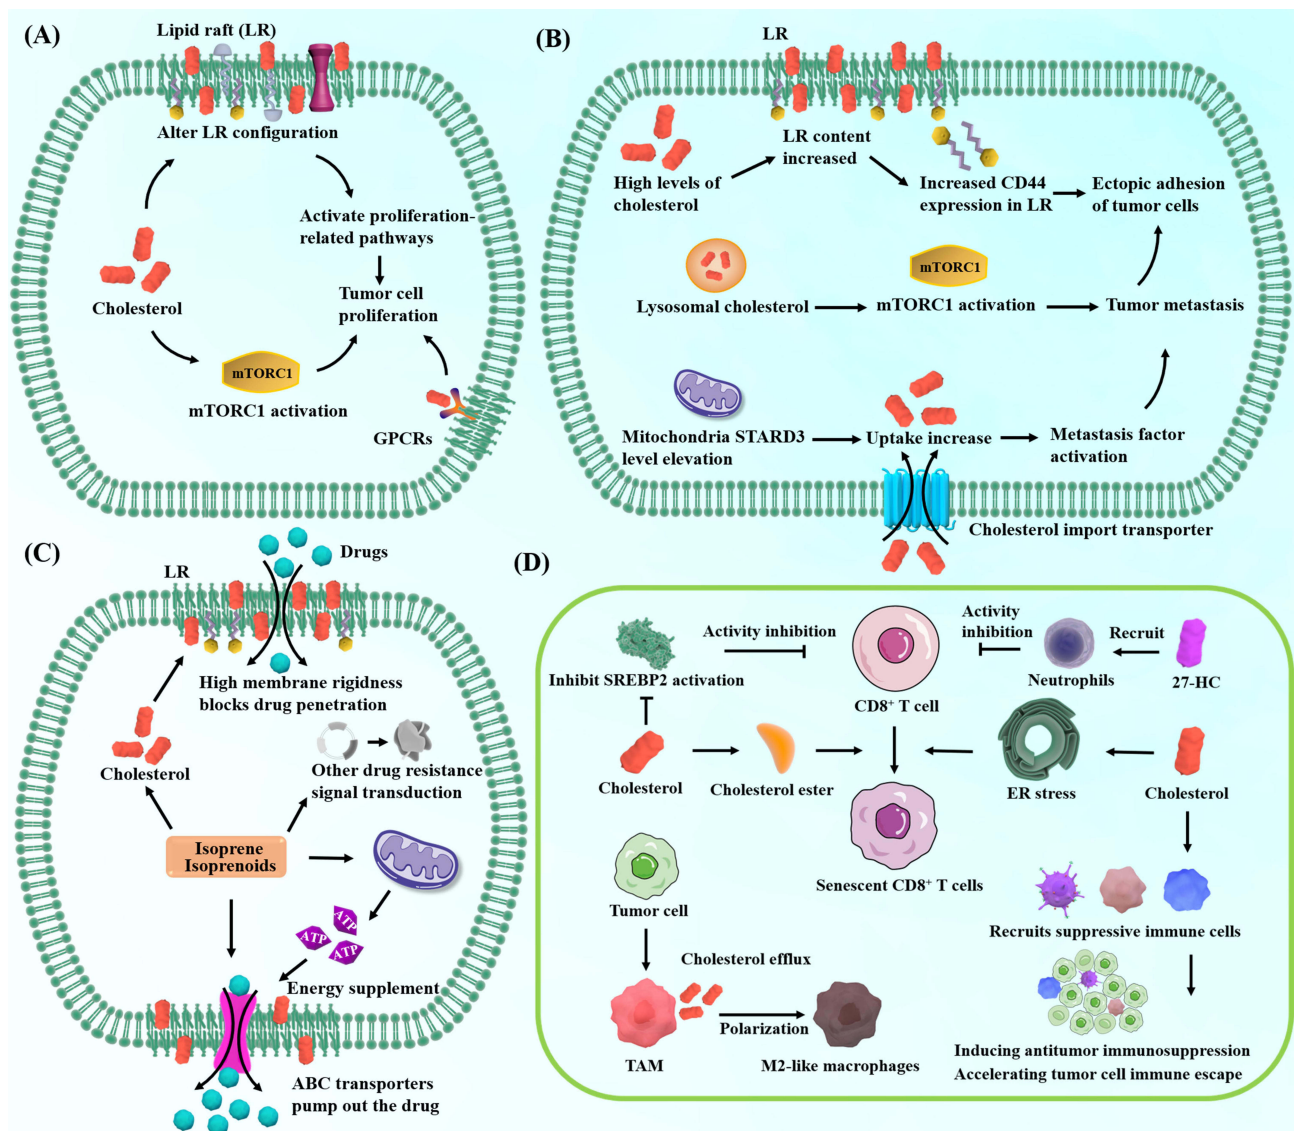 (A)
Lipid raft (LR)
Alter LR configuration
Activate proliferation-
related pathways
Cholesterol
Tumor cell
proliferation
mTORC1
mTORC1 activation
GPCRs
(B)
LR
LR content
increased
High levels of
cholesterol
Increased CD44
expression in LR
Ectopic adhesion
of tumor cells
mTORC1
Lysosomal cholesterol
mTORC1 activation
Tumor metastasis
Mitochondria STARD3
level elevation
Uptake increase
Metastasis factor
activation
Cholesterol import transporter
(C)
Drugs
LR
High membrane rigidness
blocks drug penetration
Cholesterol
Other drug resistance
signal transduction
Isoprene
Isoprenoids
ATP
ATP
ATP
Energy supplement
ABC transporters
pump out the drug
(D)
Activity inhibition
Activity
inhibition
Recruit
Inhibit SREBP2 activation
CD8⁺ T cell
Neutrophils
27-HC
Cholesterol
Cholesterol ester
ER stress
Cholesterol
Senescent CD8⁺ T cells
Tumor cell
Recruits suppressive immune cells
Cholesterol efflux
Polarization
TAM
M2-like macrophages
Inducing antitumor immunosuppression
Accelerating tumor cell immune escape